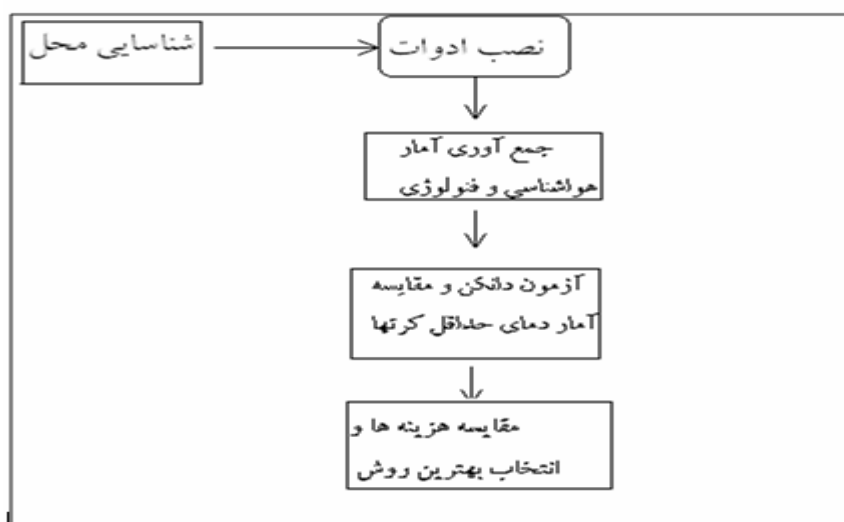 شناسایی محل
نصب ادوات
جمع آوری آمار
هواشناسی و فنولوژی
آزمون دانکن و مقایسه
آمار دمای حداقل کرتها
مقایسه هزینه ها و
انتخاب بهترین روش